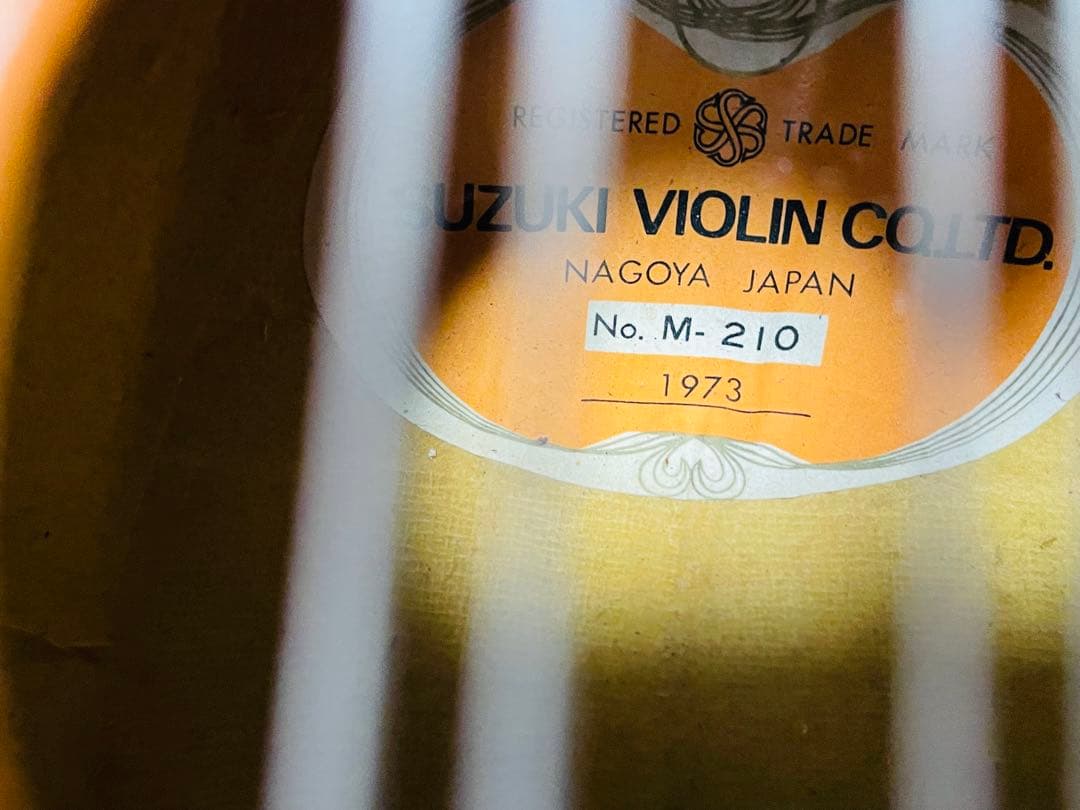 REGISTERED TRADE MARK
SUZUKI VIOLIN CO.LTD.
NAGOYA JAPAN
No. M-210
1973